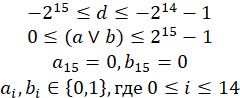 −2¹⁵ ≤ d ≤ −2¹⁴ − 1
0 ≤ (a ∨ b) ≤ 2¹⁵ − 1
a₁₅ = 0, b₁₅ = 0
aᵢ, bᵢ ∈ {0,1}, где 0 ≤ i ≤ 14